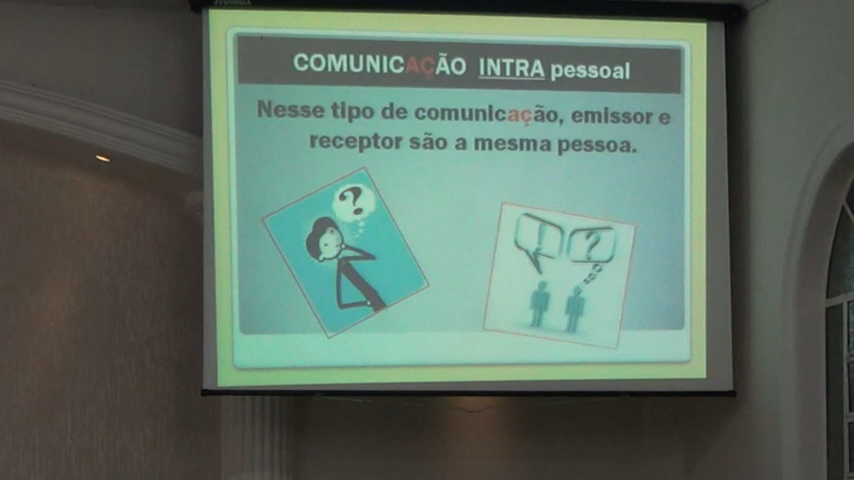 COMUNICAÇÃO INTRA pessoal
Nesse tipo de comunicação, emissor e
receptor são a mesma pessoa.
?
! ?